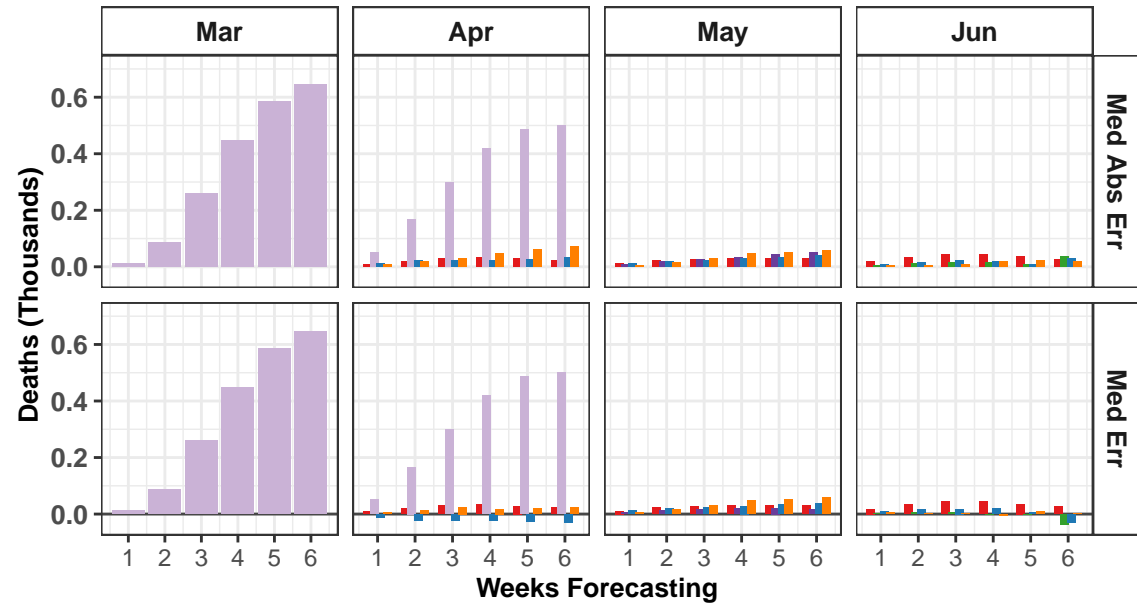 Mar Apr May Jun
Deaths (Thousands)
0.6
0.4
0.2
0.0
Med Abs Err
0.6
0.4
0.2
0.0
Med Err
1 2 3 4 5 6 1 2 3 4 5 6 1 2 3 4 5 6 1 2 3 4 5 6
Weeks Forecasting